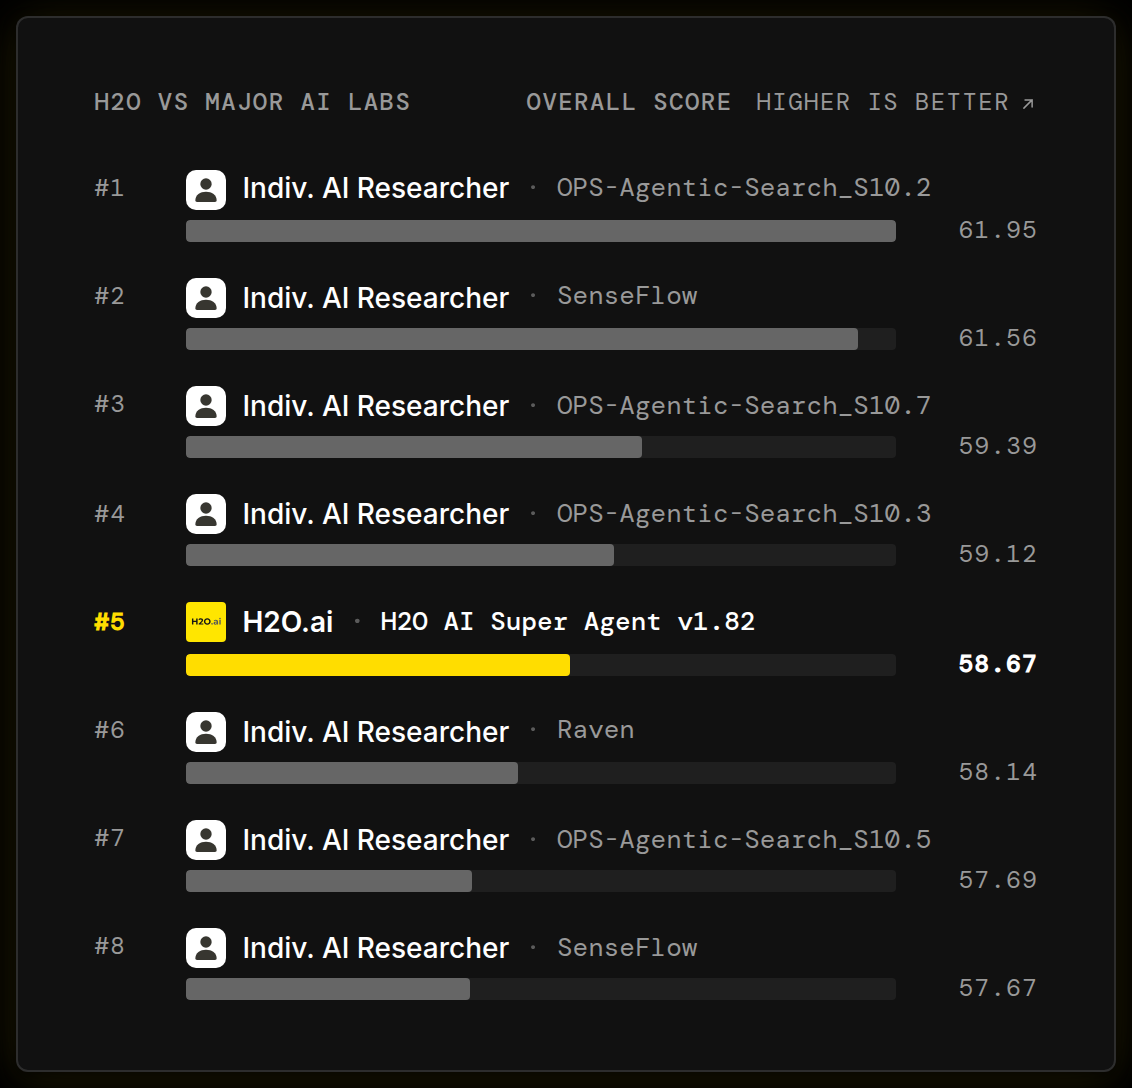 H2O VS MAJOR AI LABS OVERALL SCORE HIGHER IS BETTER ↗
#1 Indiv. AI Researcher · OPS-Agentic-Search_S10.2
61.95
#2 Indiv. AI Researcher · SenseFlow
61.56
#3 Indiv. AI Researcher · OPS-Agentic-Search_S10.7
59.39
#4 Indiv. AI Researcher · OPS-Agentic-Search_S10.3
59.12
#5 H2O.ai H2O.ai · H2O AI Super Agent v1.82
58.67
#6 Indiv. AI Researcher · Raven
58.14
#7 Indiv. AI Researcher · OPS-Agentic-Search_S10.5
57.69
#8 Indiv. AI Researcher · SenseFlow
57.67